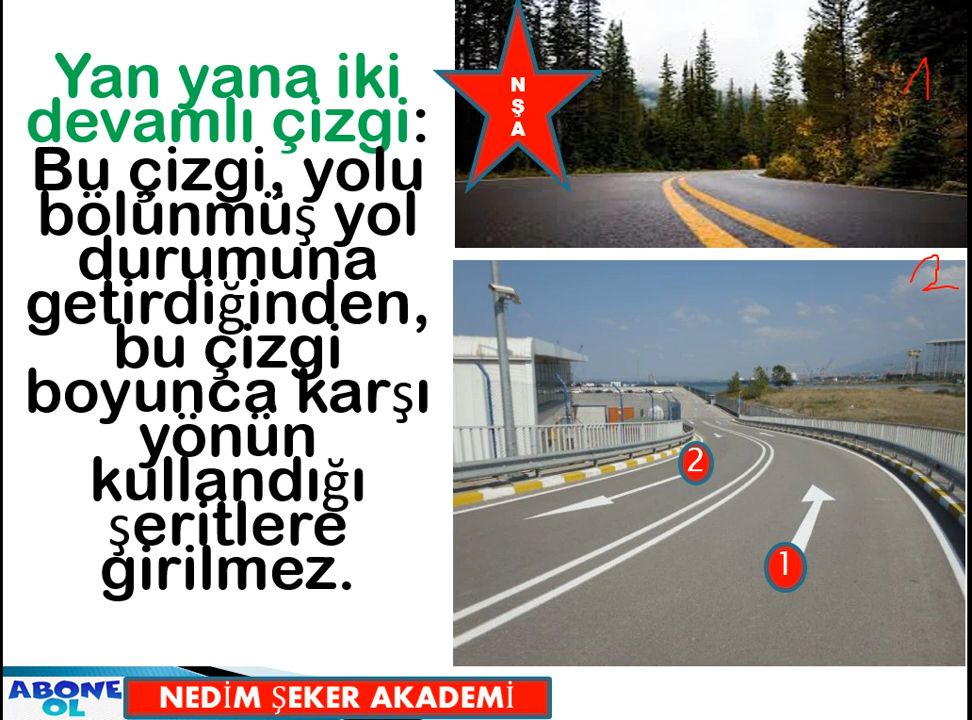 Yan yana iki
devamlı çizgi:
Bu çizgi, yolu
bölünmüş yol
durumuna
getirdiğinden,
bu çizgi
boyunca karşı
yönün
kullandığı
şeritlere
girilmez.
N
Ş
A
1
2
2
1
ABONE
OL
NEDİM ŞEKER AKADEMİ